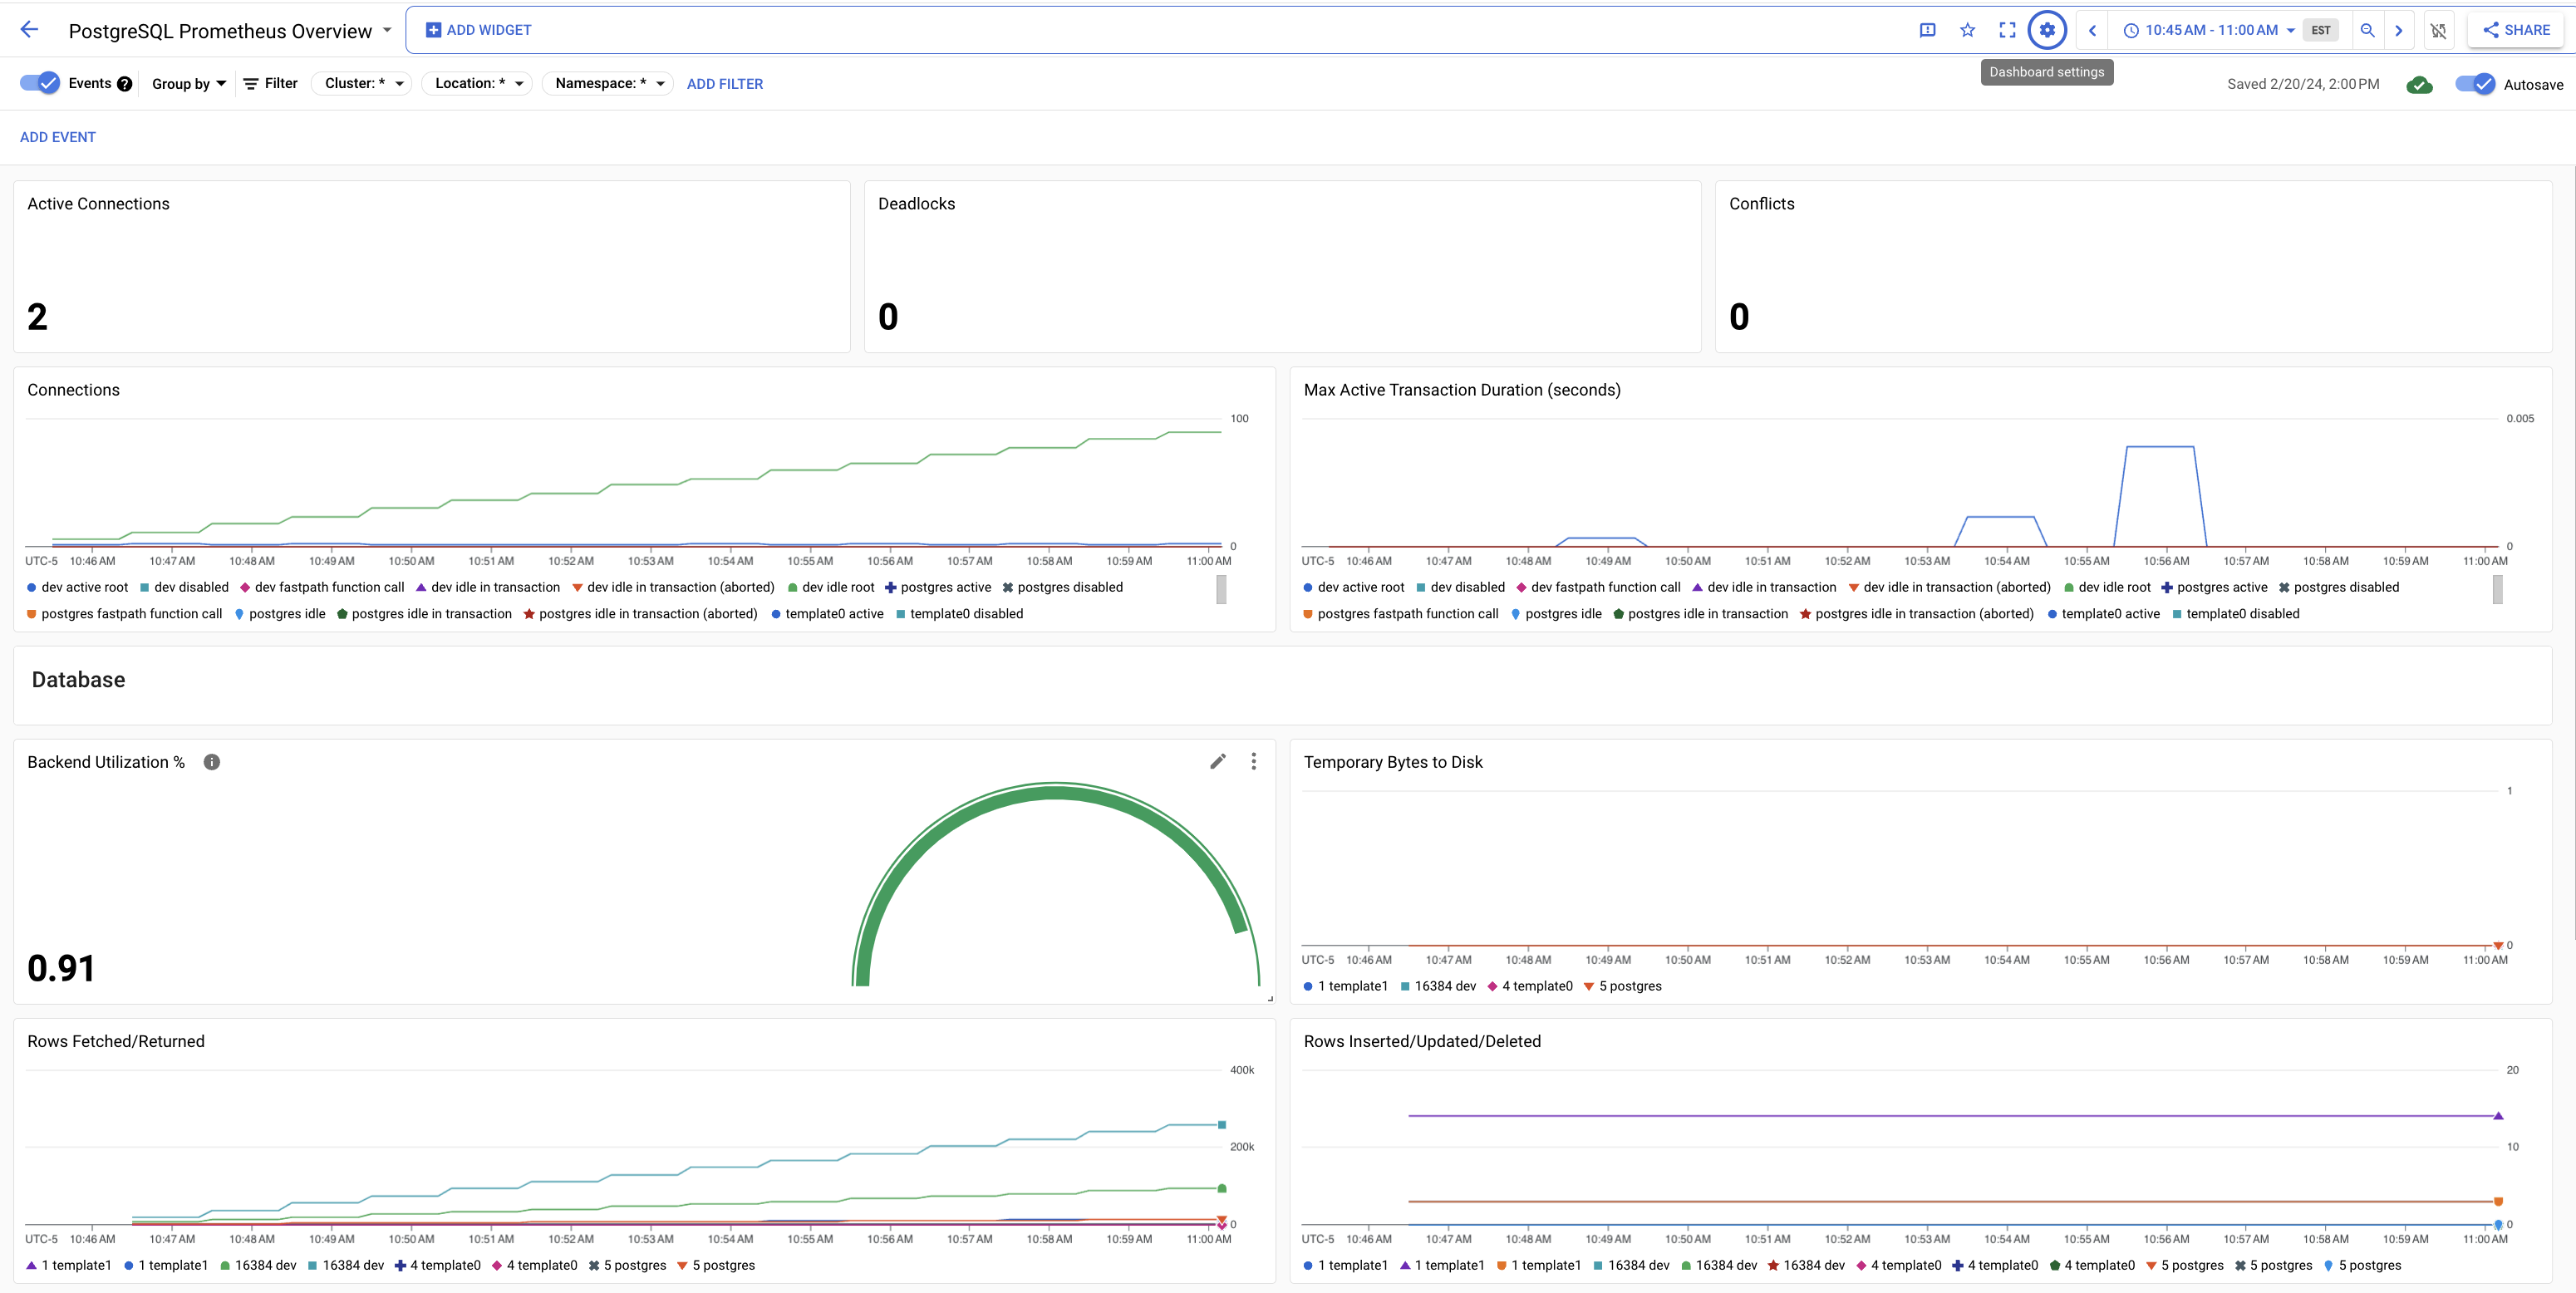 PostgreSQL Prometheus Overview ADD WIDGET 10:45 AM - 11:00 AM EST SHARE
Dashboard settings
Events ? Group by Filter Cluster: * Location: * Namespace: * ADD FILTER Saved 2/20/24, 2:00 PM Autosave
ADD EVENT
Active Connections
2
Deadlocks
0
Conflicts
0
Connections
100
0
UTC-5 10:46 AM 10:47 AM 10:48 AM 10:49 AM 10:50 AM 10:51 AM 10:52 AM 10:53 AM 10:54 AM 10:55 AM 10:56 AM 10:57 AM 10:58 AM 10:59 AM 11:00 AM
dev active root dev disabled dev fastpath function call dev idle in transaction dev idle in transaction (aborted) dev idle root postgres active postgres disabled
postgres fastpath function call postgres idle postgres idle in transaction postgres idle in transaction (aborted) template0 active template0 disabled
Max Active Transaction Duration (seconds)
0.005
0
UTC-5 10:46 AM 10:47 AM 10:48 AM 10:49 AM 10:50 AM 10:51 AM 10:52 AM 10:53 AM 10:54 AM 10:55 AM 10:56 AM 10:57 AM 10:58 AM 10:59 AM 11:00 AM
dev active root dev disabled dev fastpath function call dev idle in transaction dev idle in transaction (aborted) dev idle root postgres active postgres disabled
postgres fastpath function call postgres idle postgres idle in transaction postgres idle in transaction (aborted) template0 active template0 disabled
Database
Backend Utilization %
0.91
Temporary Bytes to Disk
1
0
UTC-5 10:46 AM 10:47 AM 10:48 AM 10:49 AM 10:50 AM 10:51 AM 10:52 AM 10:53 AM 10:54 AM 10:55 AM 10:56 AM 10:57 AM 10:58 AM 10:59 AM 11:00 AM
1 template1 16384 dev 4 template0 5 postgres
Rows Fetched/Returned
400k
200k
0
UTC-5 10:46 AM 10:47 AM 10:48 AM 10:49 AM 10:50 AM 10:51 AM 10:52 AM 10:53 AM 10:54 AM 10:55 AM 10:56 AM 10:57 AM 10:58 AM 10:59 AM 11:00 AM
1 template1 1 template1 16384 dev 16384 dev 4 template0 4 template0 5 postgres 5 postgres
Rows Inserted/Updated/Deleted
20
10
0
UTC-5 10:46 AM 10:47 AM 10:48 AM 10:49 AM 10:50 AM 10:51 AM 10:52 AM 10:53 AM 10:54 AM 10:55 AM 10:56 AM 10:57 AM 10:58 AM 10:59 AM 11:00 AM
1 template1 1 template1 1 template1 16384 dev 16384 dev 16384 dev 4 template0 4 template0 4 template0 5 postgres 5 postgres 5 postgres